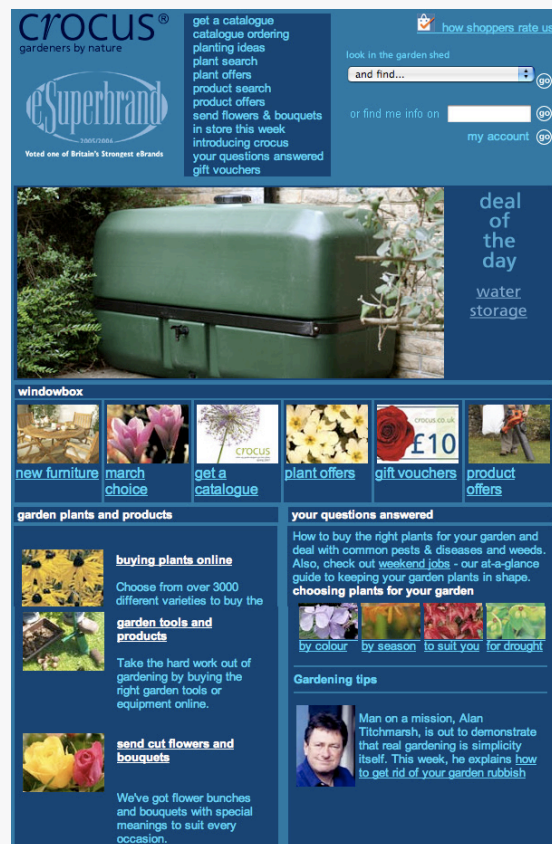 crocus®
gardeners by nature
eSuperbrand
2005/2006
Voted one of Britain's Strongest eBrands
get a catalogue
catalogue ordering
planting ideas
plant search
plant offers
product search
product offers
send flowers & bouquets
in store this week
introducing crocus
your questions answered
gift vouchers
how shoppers rate us
look in the garden shed
and find...
go
or find me info on
go
my account
go
deal
of
the
day
water
storage
windowbox
crocus
crocus.co.uk
£10
new furniture
march
choice
get a
catalogue
plant offers
gift vouchers
product
offers
garden plants and products
buying plants online
Choose from over 3000
different varieties to buy the
garden tools and
products
Take the hard work out of
gardening by buying the
right garden tools or
equipment online.
send cut flowers and
bouquets
We've got flower bunches
and bouquets with special
meanings to suit every
occasion.
your questions answered
How to buy the right plants for your garden and
deal with common pests & diseases and weeds.
Also, check out weekend jobs - our at-a-glance
guide to keeping your garden plants in shape.
choosing plants for your garden
by colour
by season
to suit you
for drought
Gardening tips
Man on a mission, Alan
Titchmarsh, is out to demonstrate
that real gardening is simplicity
itself. This week, he explains how
to get rid of your garden rubbish